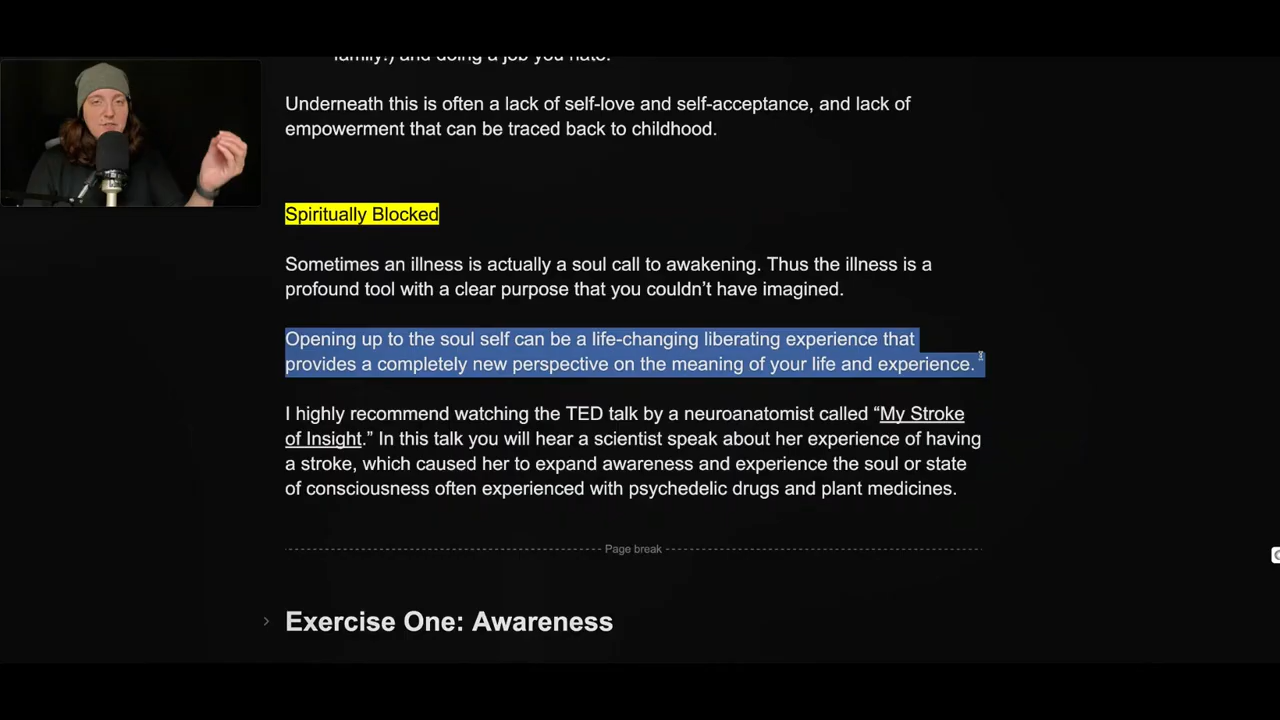 family!) and doing a job you hate.
Underneath this is often a lack of self-love and self-acceptance, and lack of
empowerment that can be traced back to childhood.
Spiritually Blocked
Sometimes an illness is actually a soul call to awakening. Thus the illness is a
profound tool with a clear purpose that you couldn’t have imagined.
Opening up to the soul self can be a life-changing liberating experience that
provides a completely new perspective on the meaning of your life and experience.
I highly recommend watching the TED talk by a neuroanatomist called “My Stroke
of Insight.” In this talk you will hear a scientist speak about her experience of having
a stroke, which caused her to expand awareness and experience the soul or state
of consciousness often experienced with psychedelic drugs and plant medicines.
Page break
Exercise One: Awareness